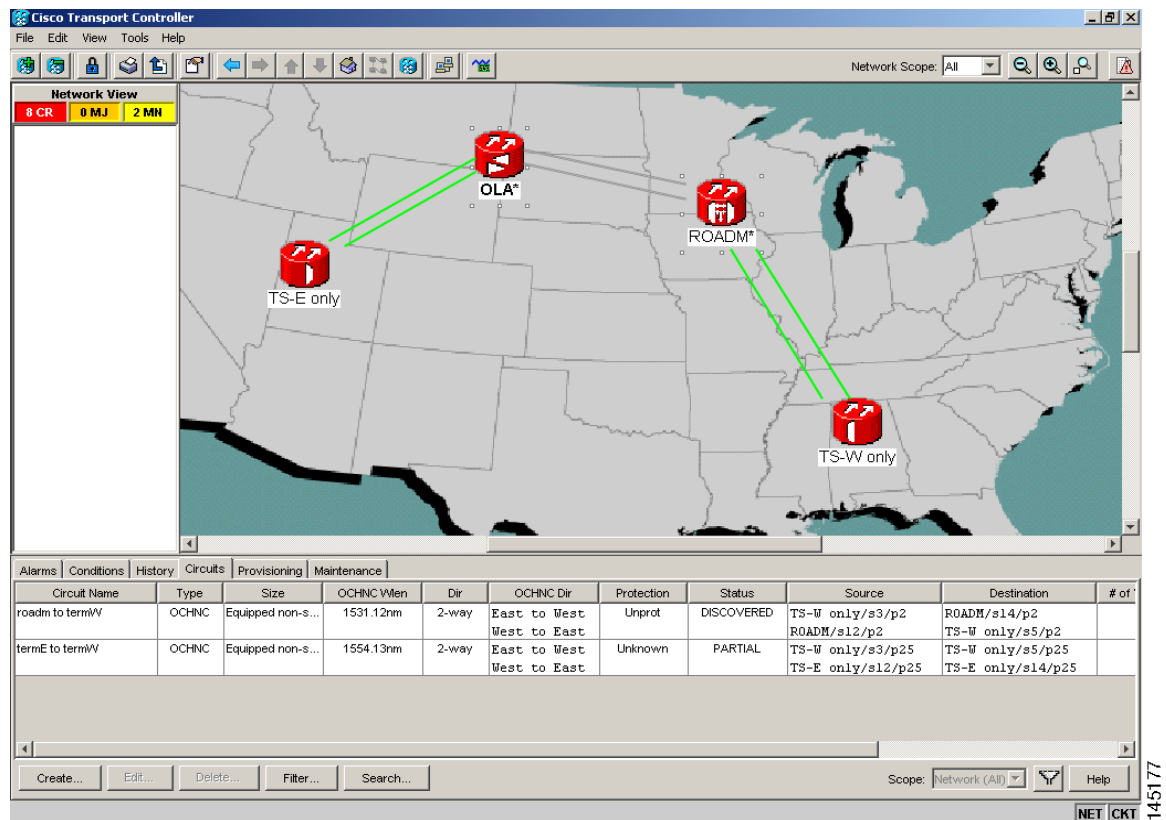 Cisco Transport Controller
File Edit View Tools Help
Network Scope: All
Network View
8 CR 0 MJ 2 MN
OLA*
ROADM*
TS-E only
TS-W only
Alarms Conditions History Circuits Provisioning Maintenance
Circuit Name Type Size OCHNC Wlen Dir OCHNC Dir Protection Status Source Destination # of
roadm to termW OCHNC Equipped non-s... 1531.12nm 2-way East to West Unprot DISCOVERED TS-W only/s3/p2 ROADM/s14/p2
West to East ROADM/s12/p2 TS-W only/s5/p2
termE to termW OCHNC Equipped non-s... 1554.13nm 2-way East to West Unknown PARTIAL TS-W only/s3/p25 TS-W only/s5/p25
West to East TS-E only/s12/p25 TS-E only/s14/p25
Create... Edit... Delete... Filter... Search... Scope: Network (All) Help
NET CKT
145177